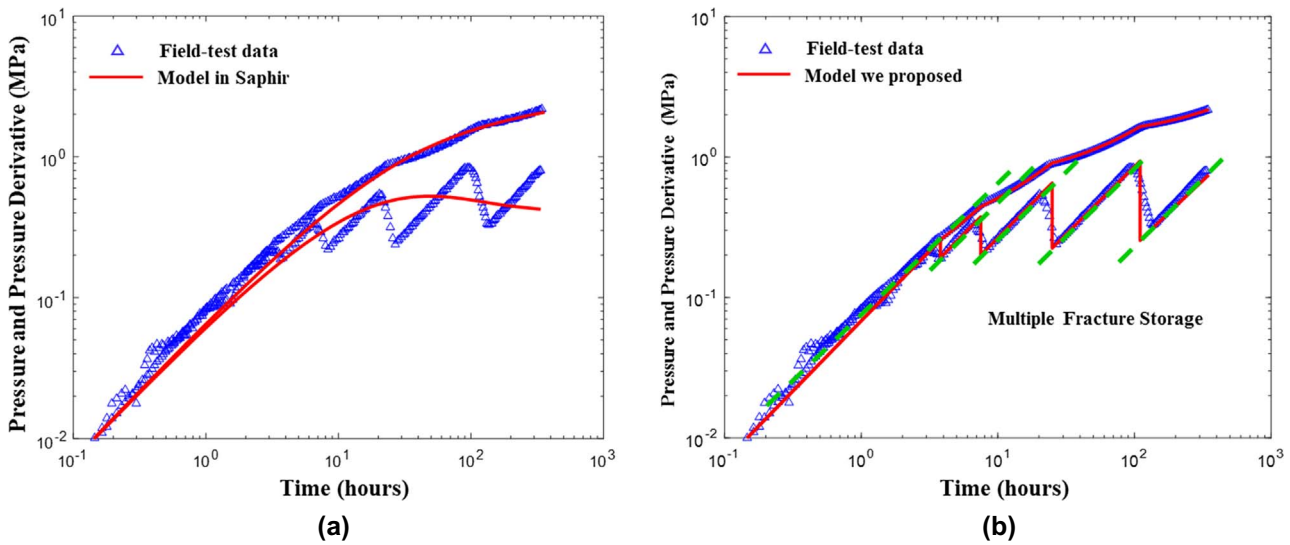 Pressure and Pressure Derivative (MPa)
10^1
10^0
10^-1
10^-2
Field-test data
Model in Saphir
10^-1
10^0
10^1
10^2
10^3
Time (hours)
(a)
Pressure and Pressure Derivative (MPa)
10^1
10^0
10^-1
10^-2
Field-test data
Model we proposed
Multiple Fracture Storage
10^-1
10^0
10^1
10^2
10^3
Time (hours)
(b)